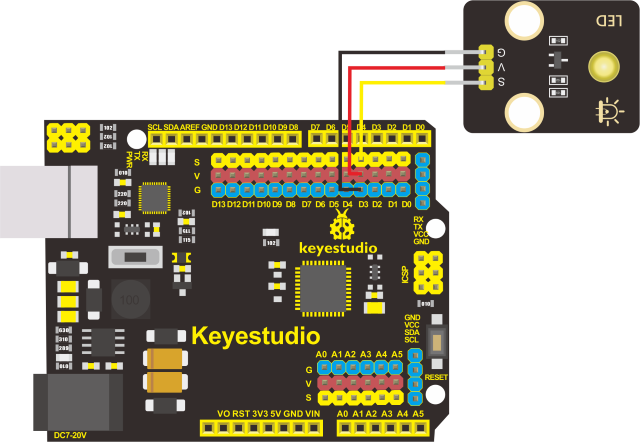 LED
G
V
S
SCL SDA AREF GND D13 D12 D11 D10 D9 D8 D7 D6 D5 D4 D3 D2 D1 D0
RX
TX
PWR
S
V
G
D13 D12 D11 D10 D9 D8 D7 D6 D5 D4 D3 D2 D1 D0
RX
TX
VCC
GND
keyestudio
ICSP
100
Keyestudio
GND
VCC
SDA
SCL
RESET
A0 A1 A2 A3 A4 A5
G
V
S
VO RST 3V3 5V GND VIN A0 A1 A2 A3 A4 A5
DC7-20V